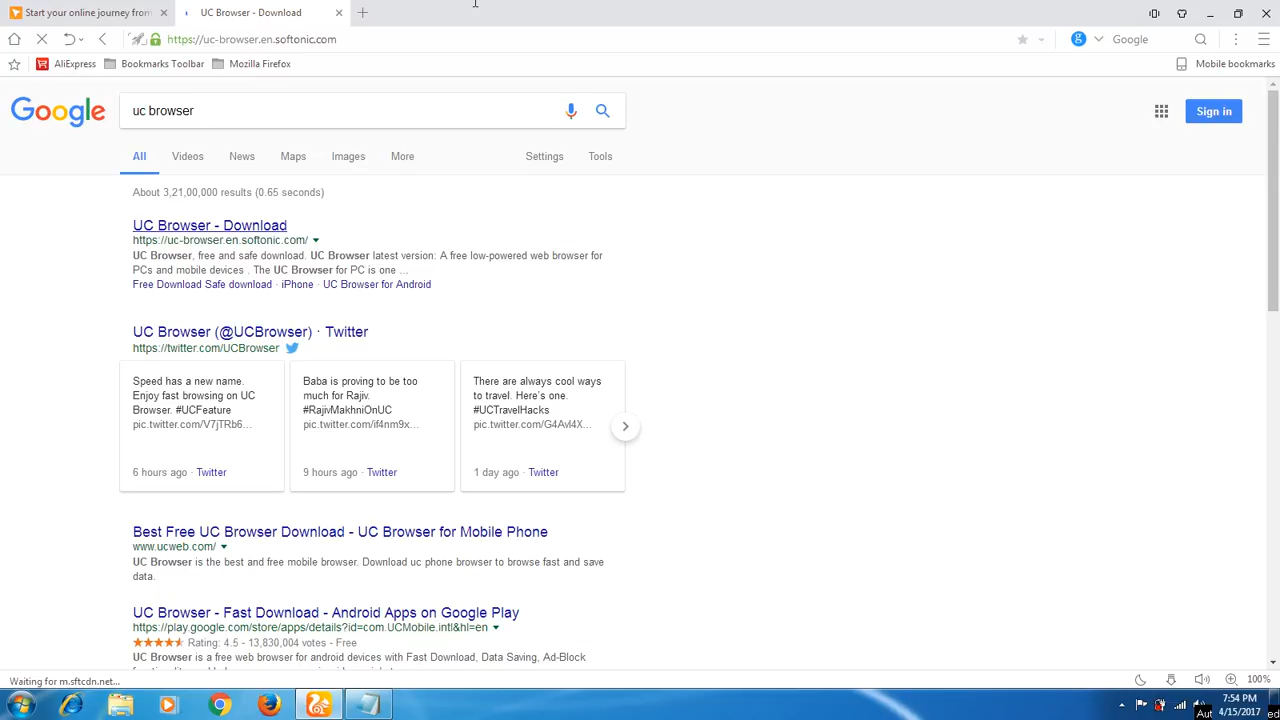 Start your online journey from
UC Browser - Download
https://uc-browser.en.softonic.com
Google
AliExpress
Bookmarks Toolbar
Mozilla Firefox
Mobile bookmarks
Google
uc browser
Sign in
All
Videos
News
Maps
Images
More
Settings
Tools
About 3,21,00,000 results (0.65 seconds)
UC Browser - Download
https://uc-browser.en.softonic.com/
UC Browser, free and safe download. UC Browser latest version: A free low-powered web browser for
PCs and mobile devices . The UC Browser for PC is one ...
Free Download Safe download · iPhone · UC Browser for Android
UC Browser (@UCBrowser) · Twitter
https://twitter.com/UCBrowser
Speed has a new name.
Enjoy fast browsing on UC
Browser. #UCFeature
pic.twitter.com/V7jTRb6...
6 hours ago · Twitter
Baba is proving to be too
much for Rajiv.
#RajivMakhniOnUC
pic.twitter.com/if4nm9x...
9 hours ago · Twitter
There are always cool ways
to travel. Here's one.
#UCTravelHacks
pic.twitter.com/G4AvI4X...
1 day ago · Twitter
Best Free UC Browser Download - UC Browser for Mobile Phone
www.ucweb.com/
UC Browser is the best and free mobile browser. Download uc phone browser to browse fast and save
data.
UC Browser - Fast Download - Android Apps on Google Play
https://play.google.com/store/apps/details?id=com.UCMobile.intl&hl=en
Rating: 4.5 - 13,830,004 votes - Free
UC Browser is a free web browser for android devices with Fast Download, Data Saving, Ad-Block
Waiting for m.sftcdn.net...
100%
7:54 PM
4/15/2017